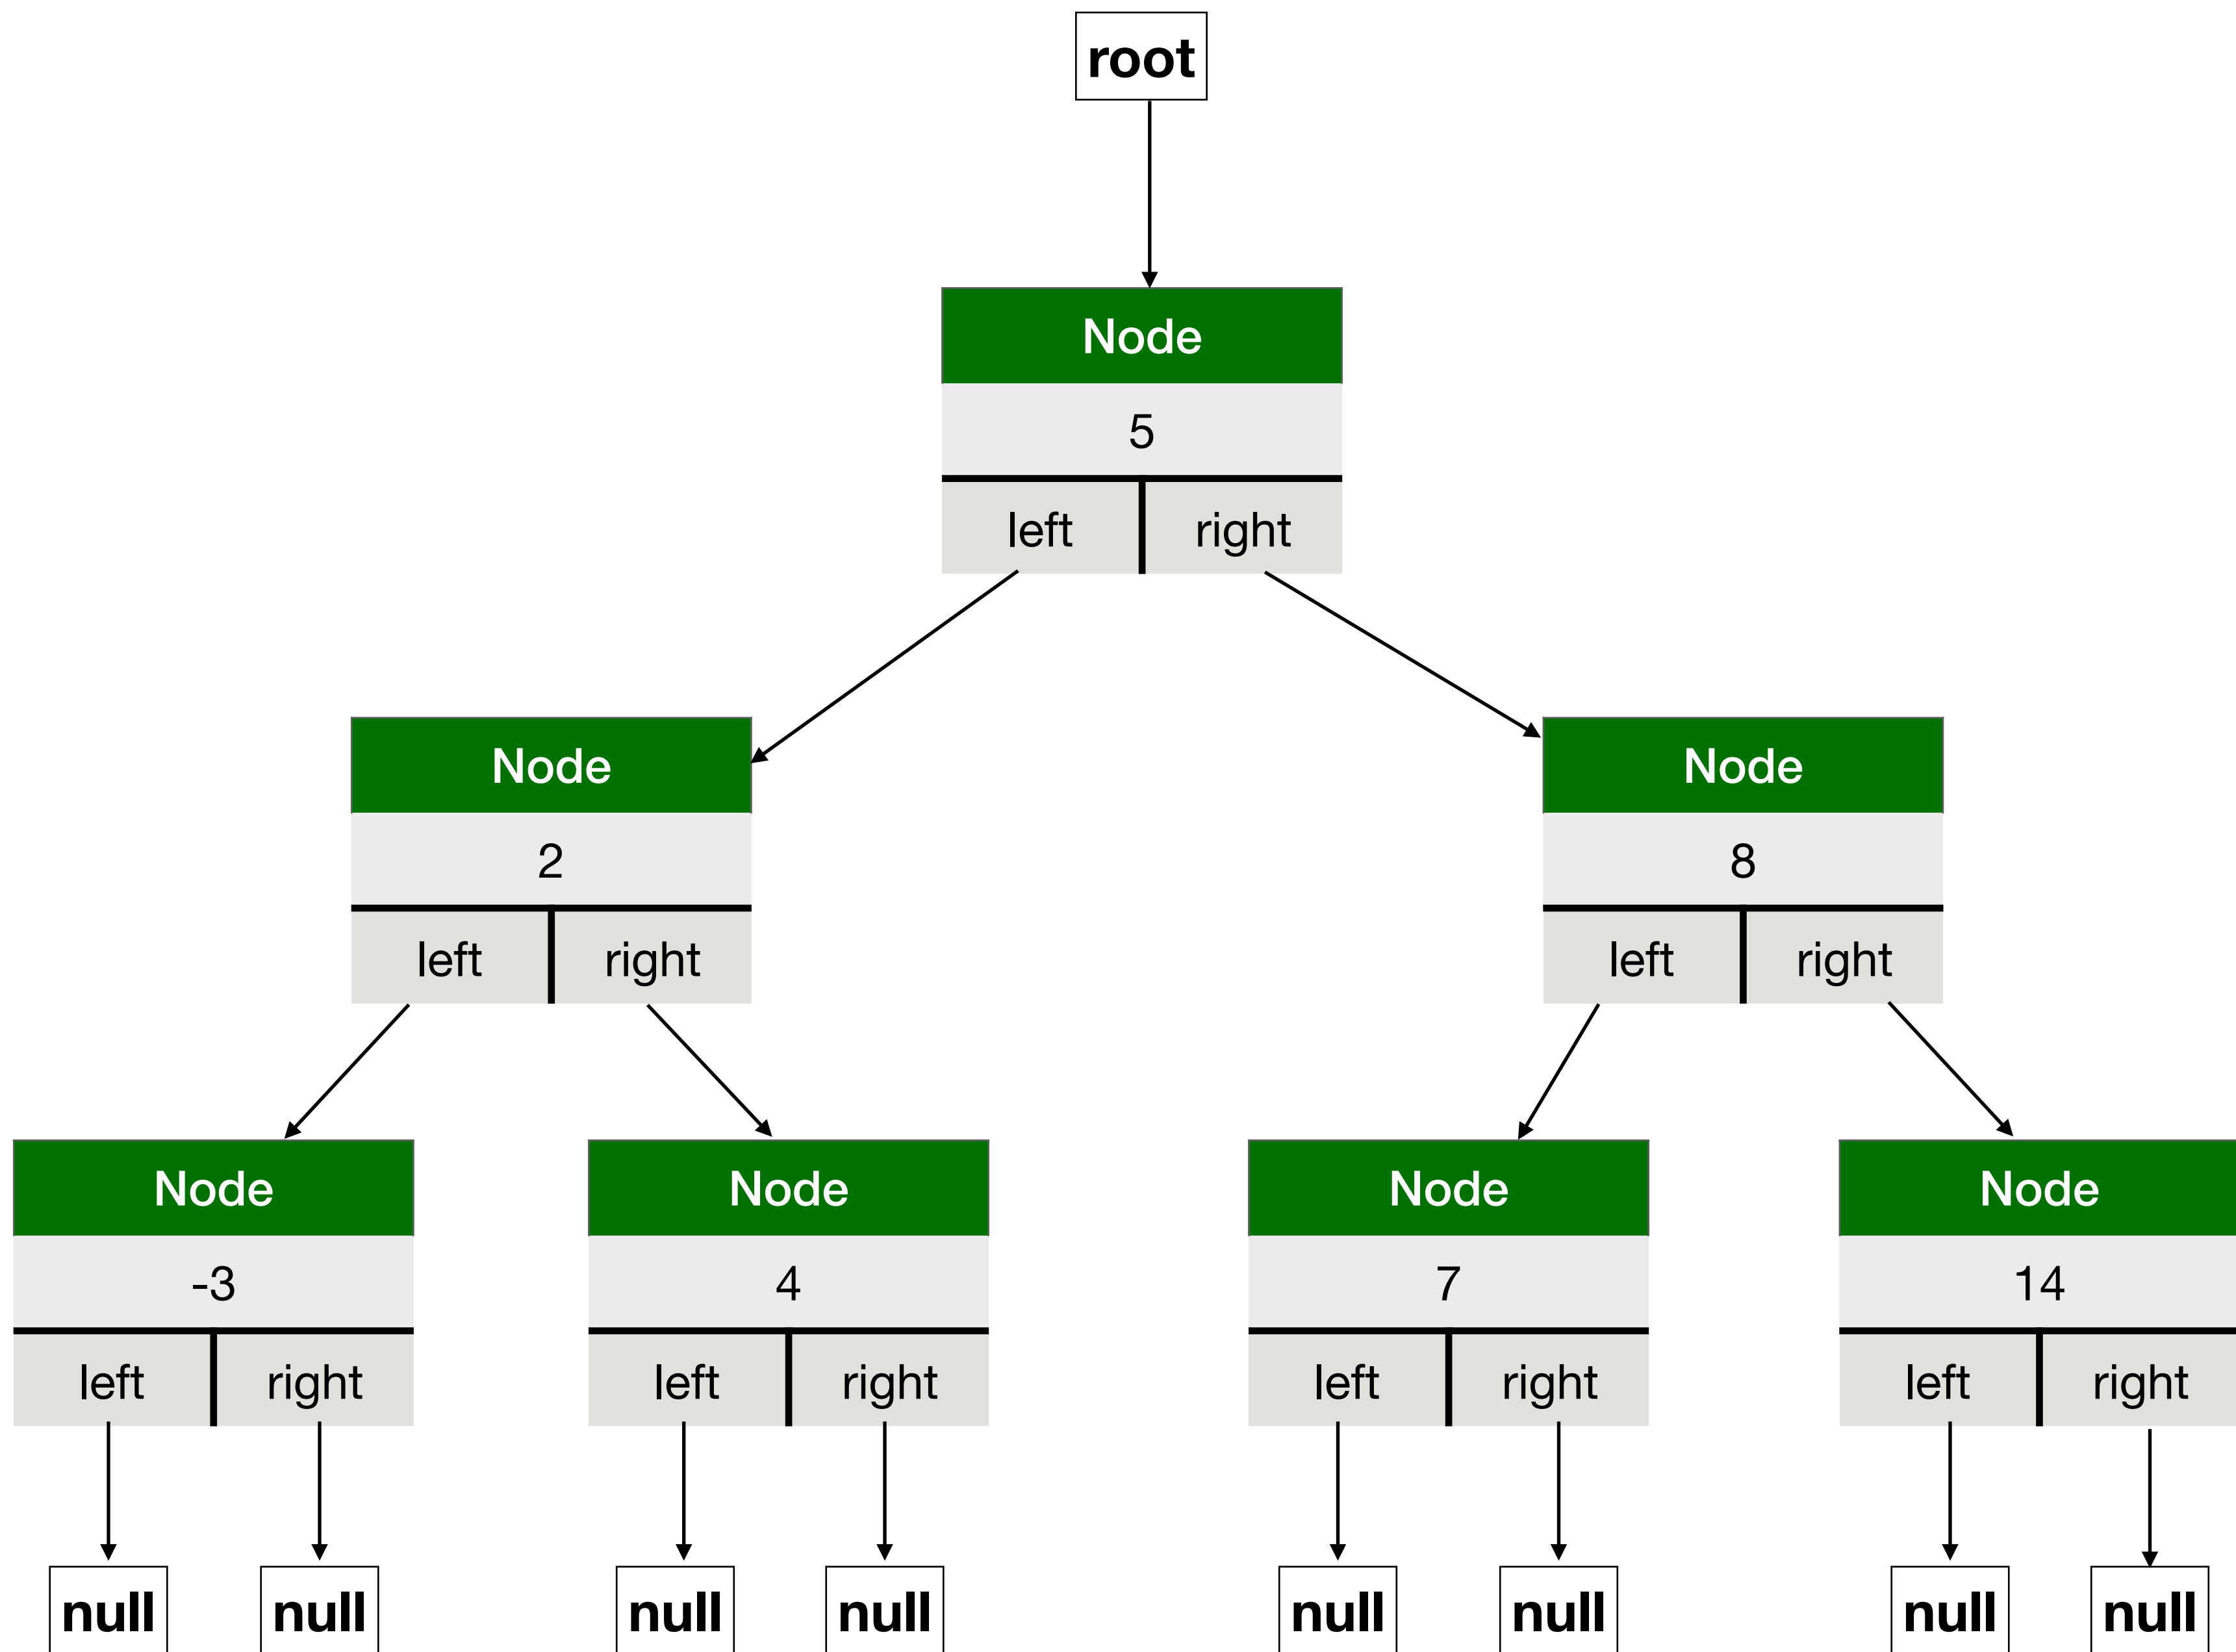 root
Node
5
left right
Node Node
2 8
left right left right
Node Node Node Node
-3 4 7 14
left right left right left right left right
null null null null null null null null